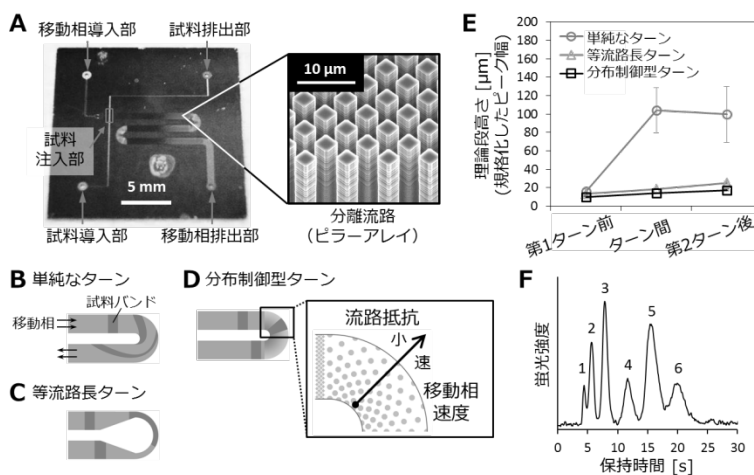 A
移動相導入部
試料排出部
試料
注入部
5 mm
試料導入部
移動相排出部
10 μm
分離流路
(ピラーアレイ)
B 単純なターン
試料バンド
移動相
C 等流路長ターン
D 分布制御型ターン
流路抵抗
小
速
移動相
速度
E
理論段高さ [μm]
(規格化したピーク幅)
200
180
160
140
120
100
80
60
40
20
0
単純なターン
等流路長ターン
分布制御型ターン
第1ターン前
ターン間
第2ターン後
F
蛍光強度
1
2
3
4
5
6
0 5 10 15 20 25 30
保持時間 [s]